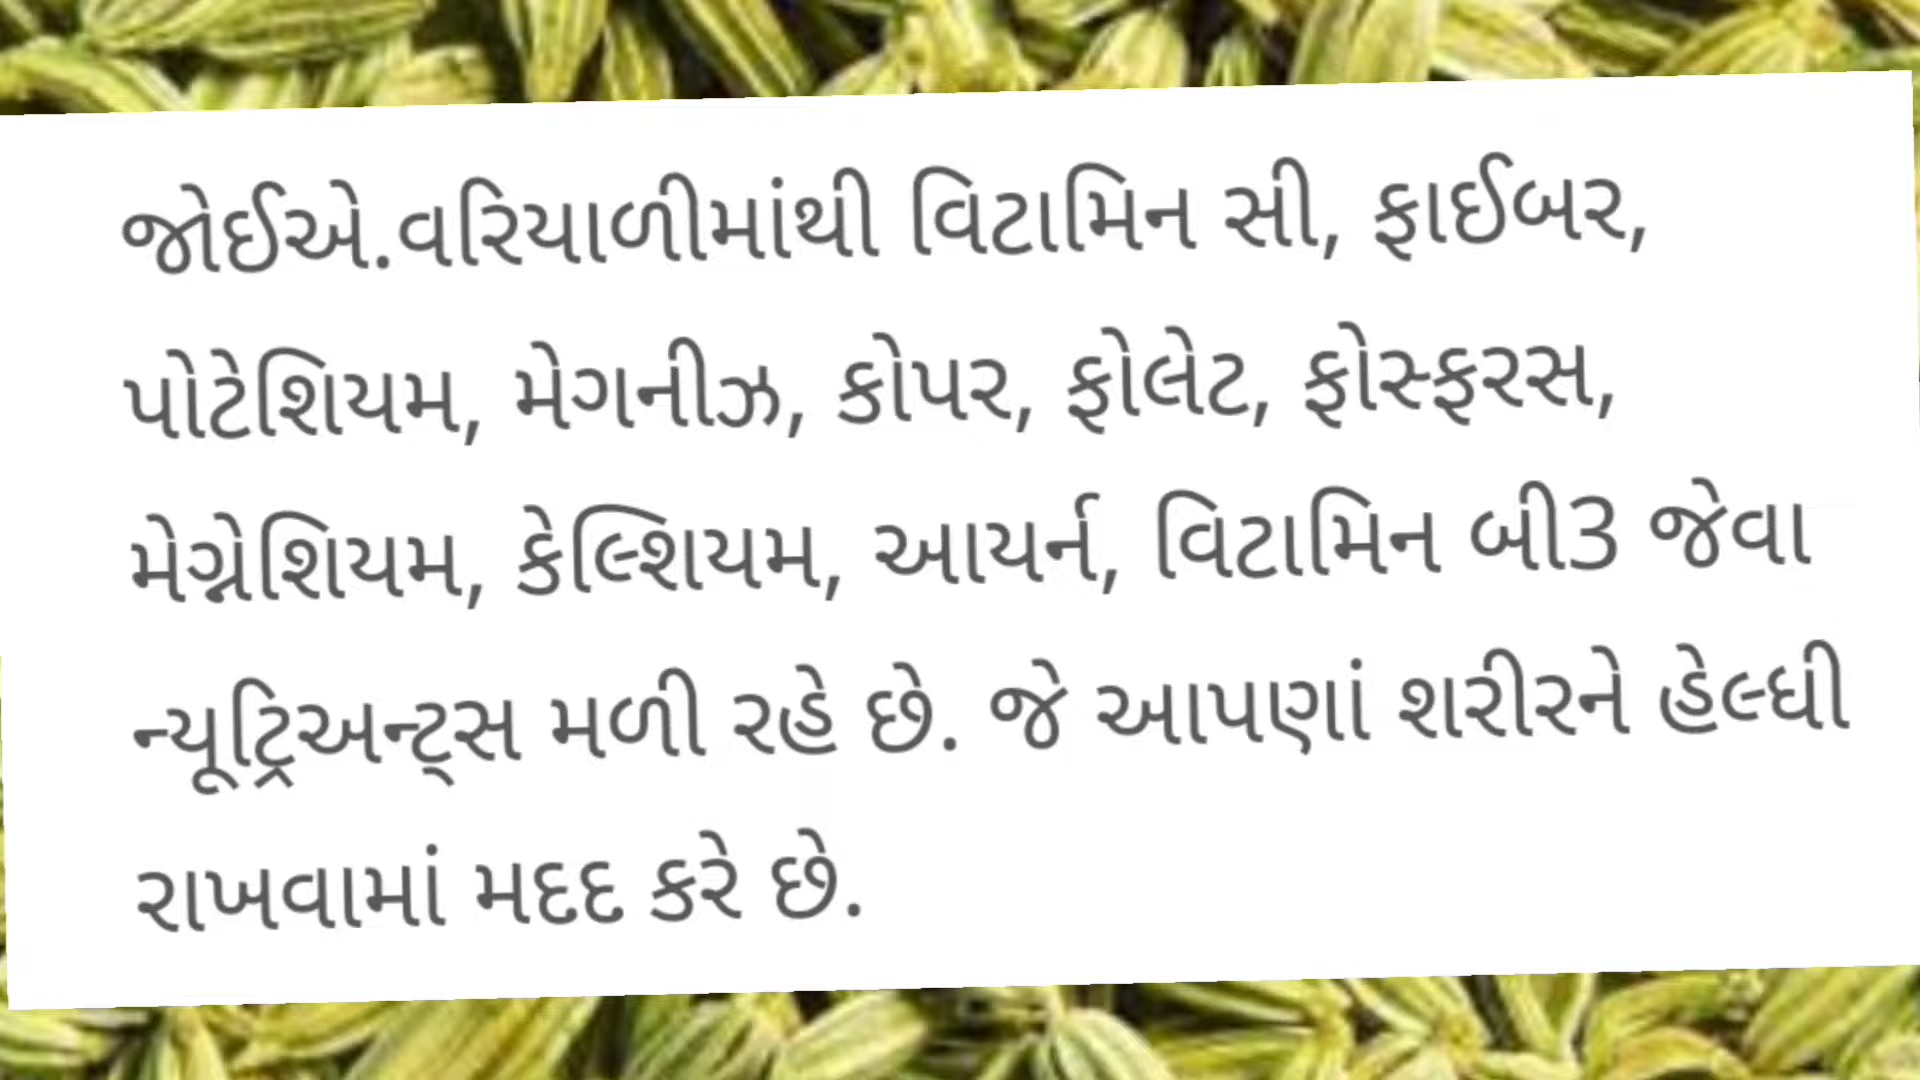 જોઈએ.વરિયાળીમાંથી વિટામિન સી, ફાઈબર,
પોટેશિયમ, મેગનીઝ, કોપર, ફોલેટ, ફોસ્ફરસ,
મેગ્નેશિયમ, કેલ્શિયમ, આયર્ન, વિટામિન બી3 જેવા
ન્યૂટ્રિઅન્ટ્સ મળી રહે છે. જે આપણાં શરીરને હેલ્ધી
રાખવામાં મદદ કરે છે.